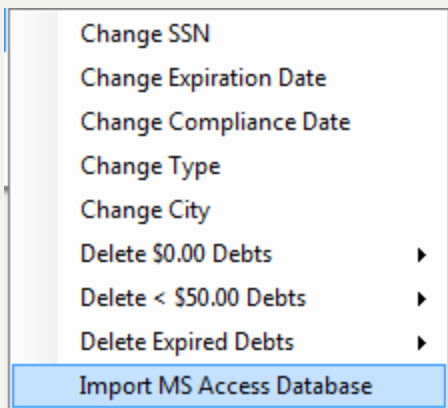 Change SSN
Change Expiration Date
Change Compliance Date
Change Type
Change City
Delete $0.00 Debts
Delete < $50.00 Debts
Delete Expired Debts
Import MS Access Database